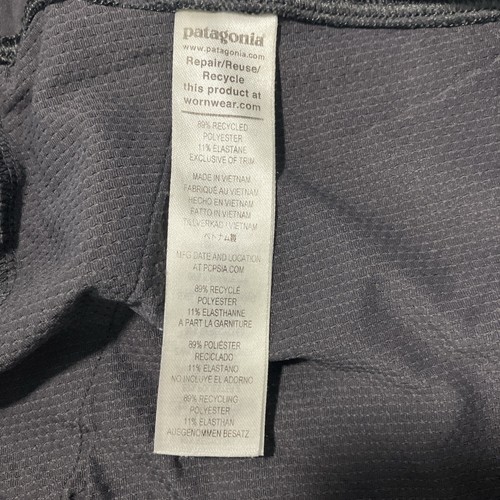 patagonia
www.patagonia.com
Repair/Reuse/
Recycle
this product at
wornwear.com
89% RECYCLED
POLYESTER
11% ELASTANE
EXCLUSIVE OF TRIM
MADE IN VIETNAM
FABRIQUÉ AU VIETNAM
HECHO EN VIETNAM
FATTO IN VIETNAM
TILLVERKAD I VIETNAM
ベトナム製
MFG DATE AND LOCATION
AT PCPSIA.COM
89% RECYCLÉ
POLYESTER
11% ELASTHANNE
A PART LA GARNITURE
89% POLIÉSTER
RECICLADO
11% ELASTANO
NO INCLUYE EL ADORNO
89% RECYCLING
POLYESTER
11% ELASTHAN
AUSGENOMMEN BESATZ